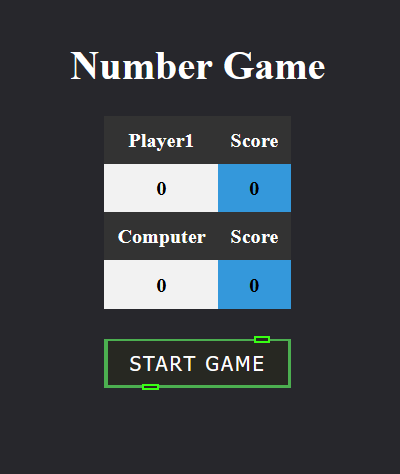 Number Game
Player1 Score
0 0
Computer Score
0 0
START GAME